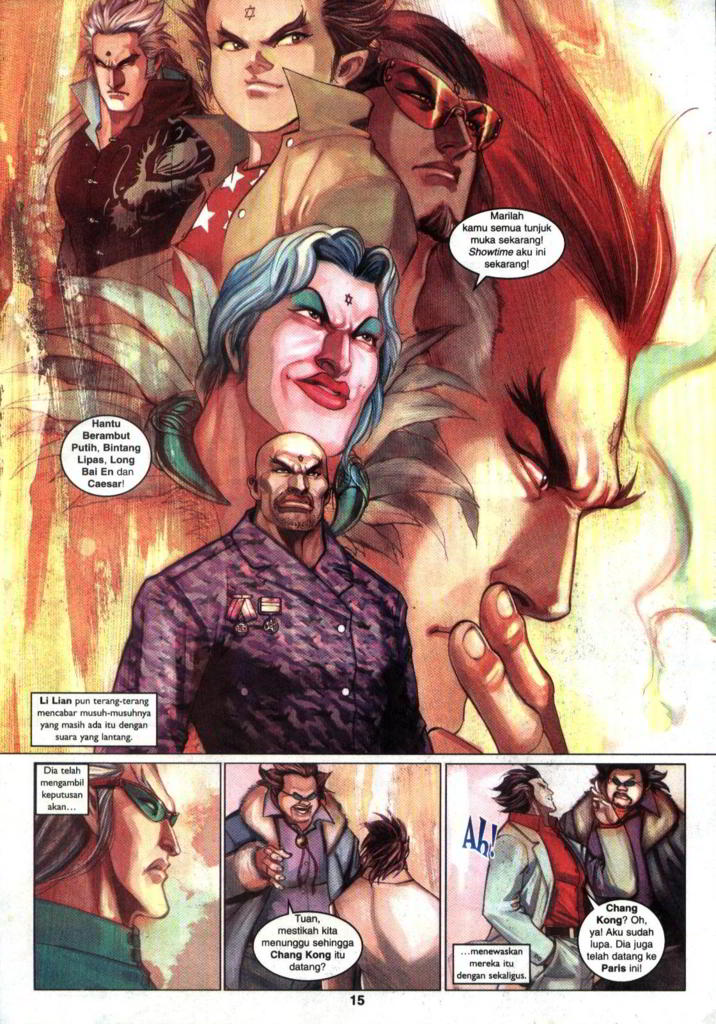 Marilah
kamu semua tunjuk
muka sekarang!
Showtime aku ini
sekarang!
Hantu
Berambut
Putih, Bintang
Lipas, Long
Bai En dan
Caesar!
Li Lian pun terang-terang
mencabar musuh-musuhnya
yang masih ada itu dengan
suara yang lantang.
Dia telah
mengambil
keputusan
akan...
Tuan,
mestikah kita
menunggu sehingga
Chang Kong itu
datang?
Ah!
...menewaskan
mereka itu
dengan sekaligus.
Chang
Kong? Oh,
ya! Aku sudah
lupa. Dia juga
telah datang ke
Paris ini!
15